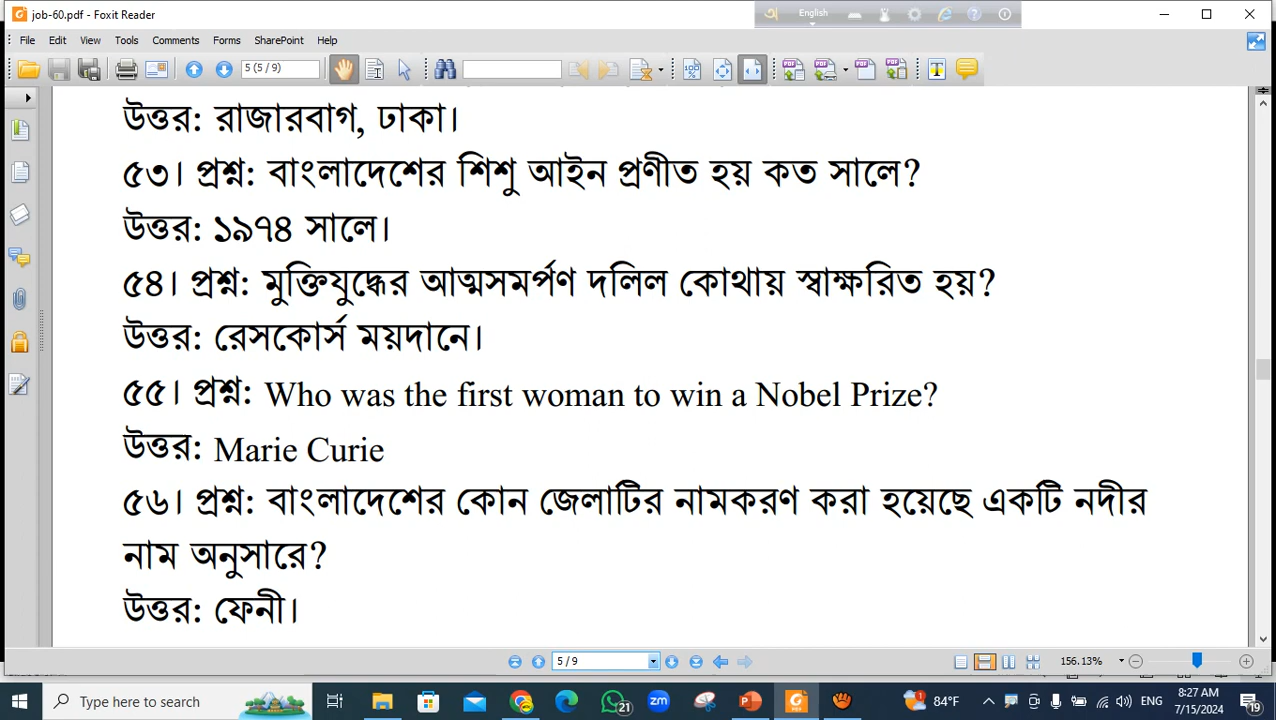 job-60.pdf - Foxit Reader
English
File Edit View Tools Comments Forms SharePoint Help
5 (5 / 9)
উত্তর: রাজারবাগ, ঢাকা।
৫৩। প্রশ্ন: বাংলাদেশের শিশু আইন প্রণীত হয় কত সালে?
উত্তর: ১৯৭৪ সালে।
৫৪। প্রশ্ন: মুক্তিযুদ্ধের আত্মসমর্পণ দলিল কোথায় স্বাক্ষরিত হয়?
উত্তর: রেসকোর্স ময়দানে।
৫৫। প্রশ্ন: Who was the first woman to win a Nobel Prize?
উত্তর: Marie Curie
৫৬। প্রশ্ন: বাংলাদেশের কোন জেলাটির নামকরণ করা হয়েছে একটি নদীর
নাম অনুসারে?
উত্তর: ফেনী।
5 / 9
156.13%
Type here to search
21
84°F
ENG
8:27 AM
7/15/2024
19